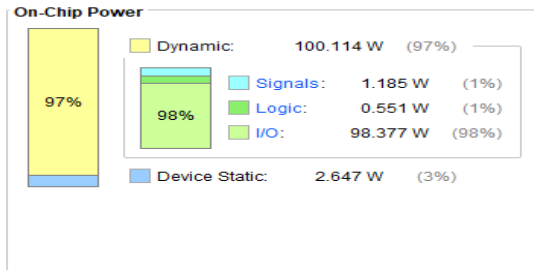 On-Chip Power
Dynamic: 100.114 W (97%)
97%
Signals: 1.185 W (1%)
98%
Logic: 0.551 W (1%)
I/O: 98.377 W (98%)
Device Static: 2.647 W (3%)